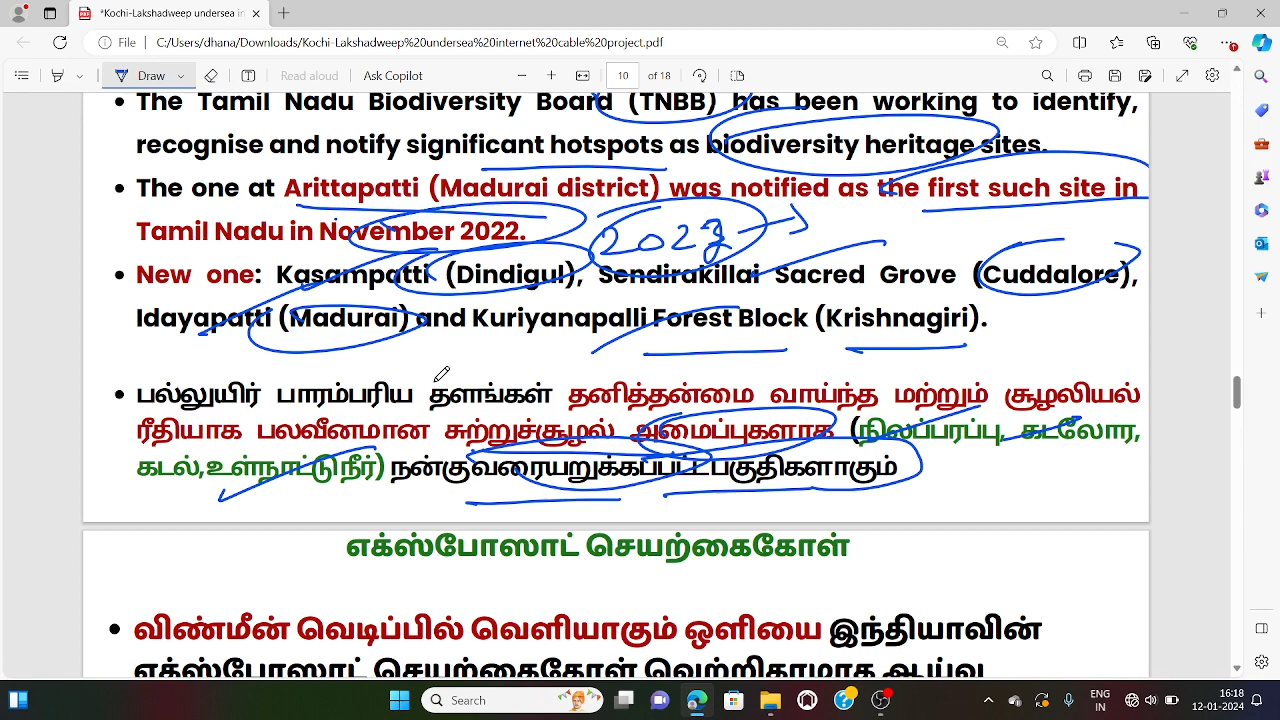 *Kochi-Lakshadweep undersea in
File C:/Users/dhana/Downloads/Kochi-Lakshadweep%20undersea%20internet%20cable%20project.pdf
Draw Read aloud Ask Copilot 10 of 18
• The Tamil Nadu Biodiversity Board (TNBB) has been working to identify,
recognise and notify significant hotspots as biodiversity heritage sites.
• The one at Arittapatti (Madurai district) was notified as the first such site in
Tamil Nadu in November 2022.
2023
• New one: Kasampatti (Dindigul), Sendirakillai Sacred Grove (Cuddalore),
Idayapatti (Madurai) and Kuriyanapalli Forest Block (Krishnagiri).
• பல்லுயிர் பாரம்பரிய தளங்கள் தனித்தன்மை வாய்ந்த மற்றும் சூழலியல்
ரீதியாக பலவீனமான சுற்றுச்சூழல் அமைப்புகளாக (நிலப்பரப்பு, கடலோர,
கடல்,உள்நாட்டு நீர்) நன்கு வரையறுக்கப்பட்ட பகுதிகளாகும்
எக்ஸ்போஸாட் செயற்கைகோள்
• விண்மீன் வெடிப்பில் வெளியாகும் ஒளியை இந்தியாவின்
எக்ஸ்போஸாட் செயற்கைகோள் வெற்றிகரமாக ஆய்வு
Search
ENG
IN
16:18
12-01-2024